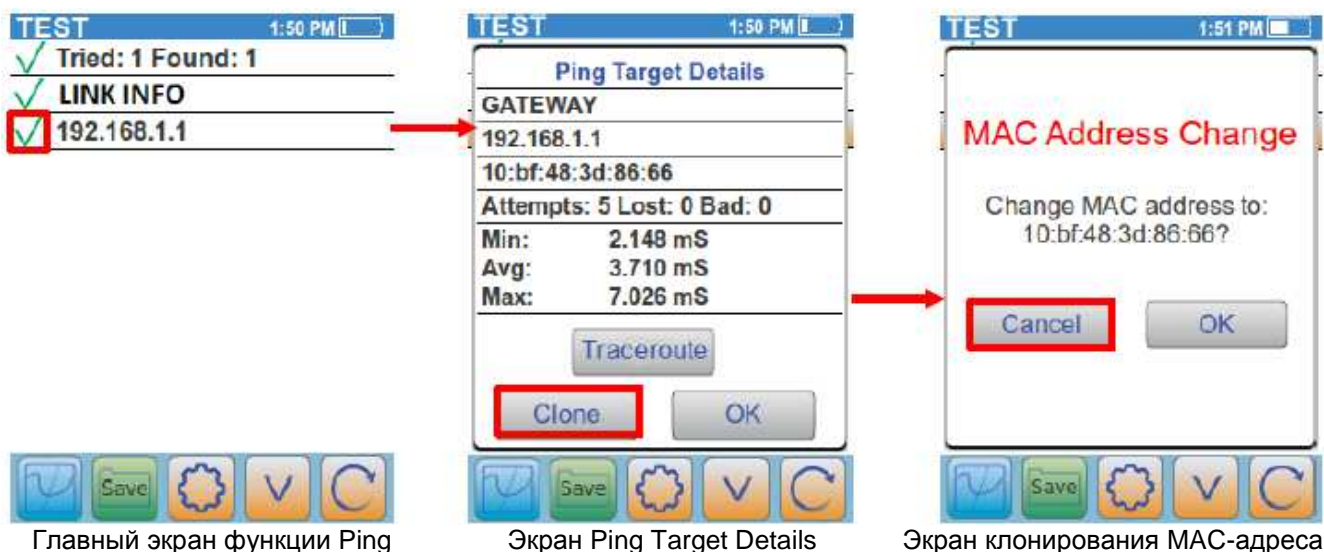 TEST 1:50 PM
Tried: 1 Found: 1
LINK INFO
192.168.1.1
Save
Главный экран функции Ping
TEST 1:50 PM
Ping Target Details
GATEWAY
192.168.1.1
10:bf:48:3d:86:66
Attempts: 5 Lost: 0 Bad: 0
Min: 2.148 mS
Avg: 3.710 mS
Max: 7.026 mS
Traceroute
Clone OK
Save
Экран Ping Target Details
TEST 1:51 PM
MAC Address Change
Change MAC address to:
10:bf:48:3d:86:66?
Cancel OK
Save
Экран клонирования MAC-адреса